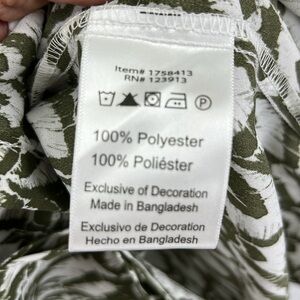 Item# 1758413
RN# 123913
100% Polyester
100% Poliéster
Exclusive of Decoration
Made in Bangladesh
Exclusivo de Decoración
Hecho en Bangladesh